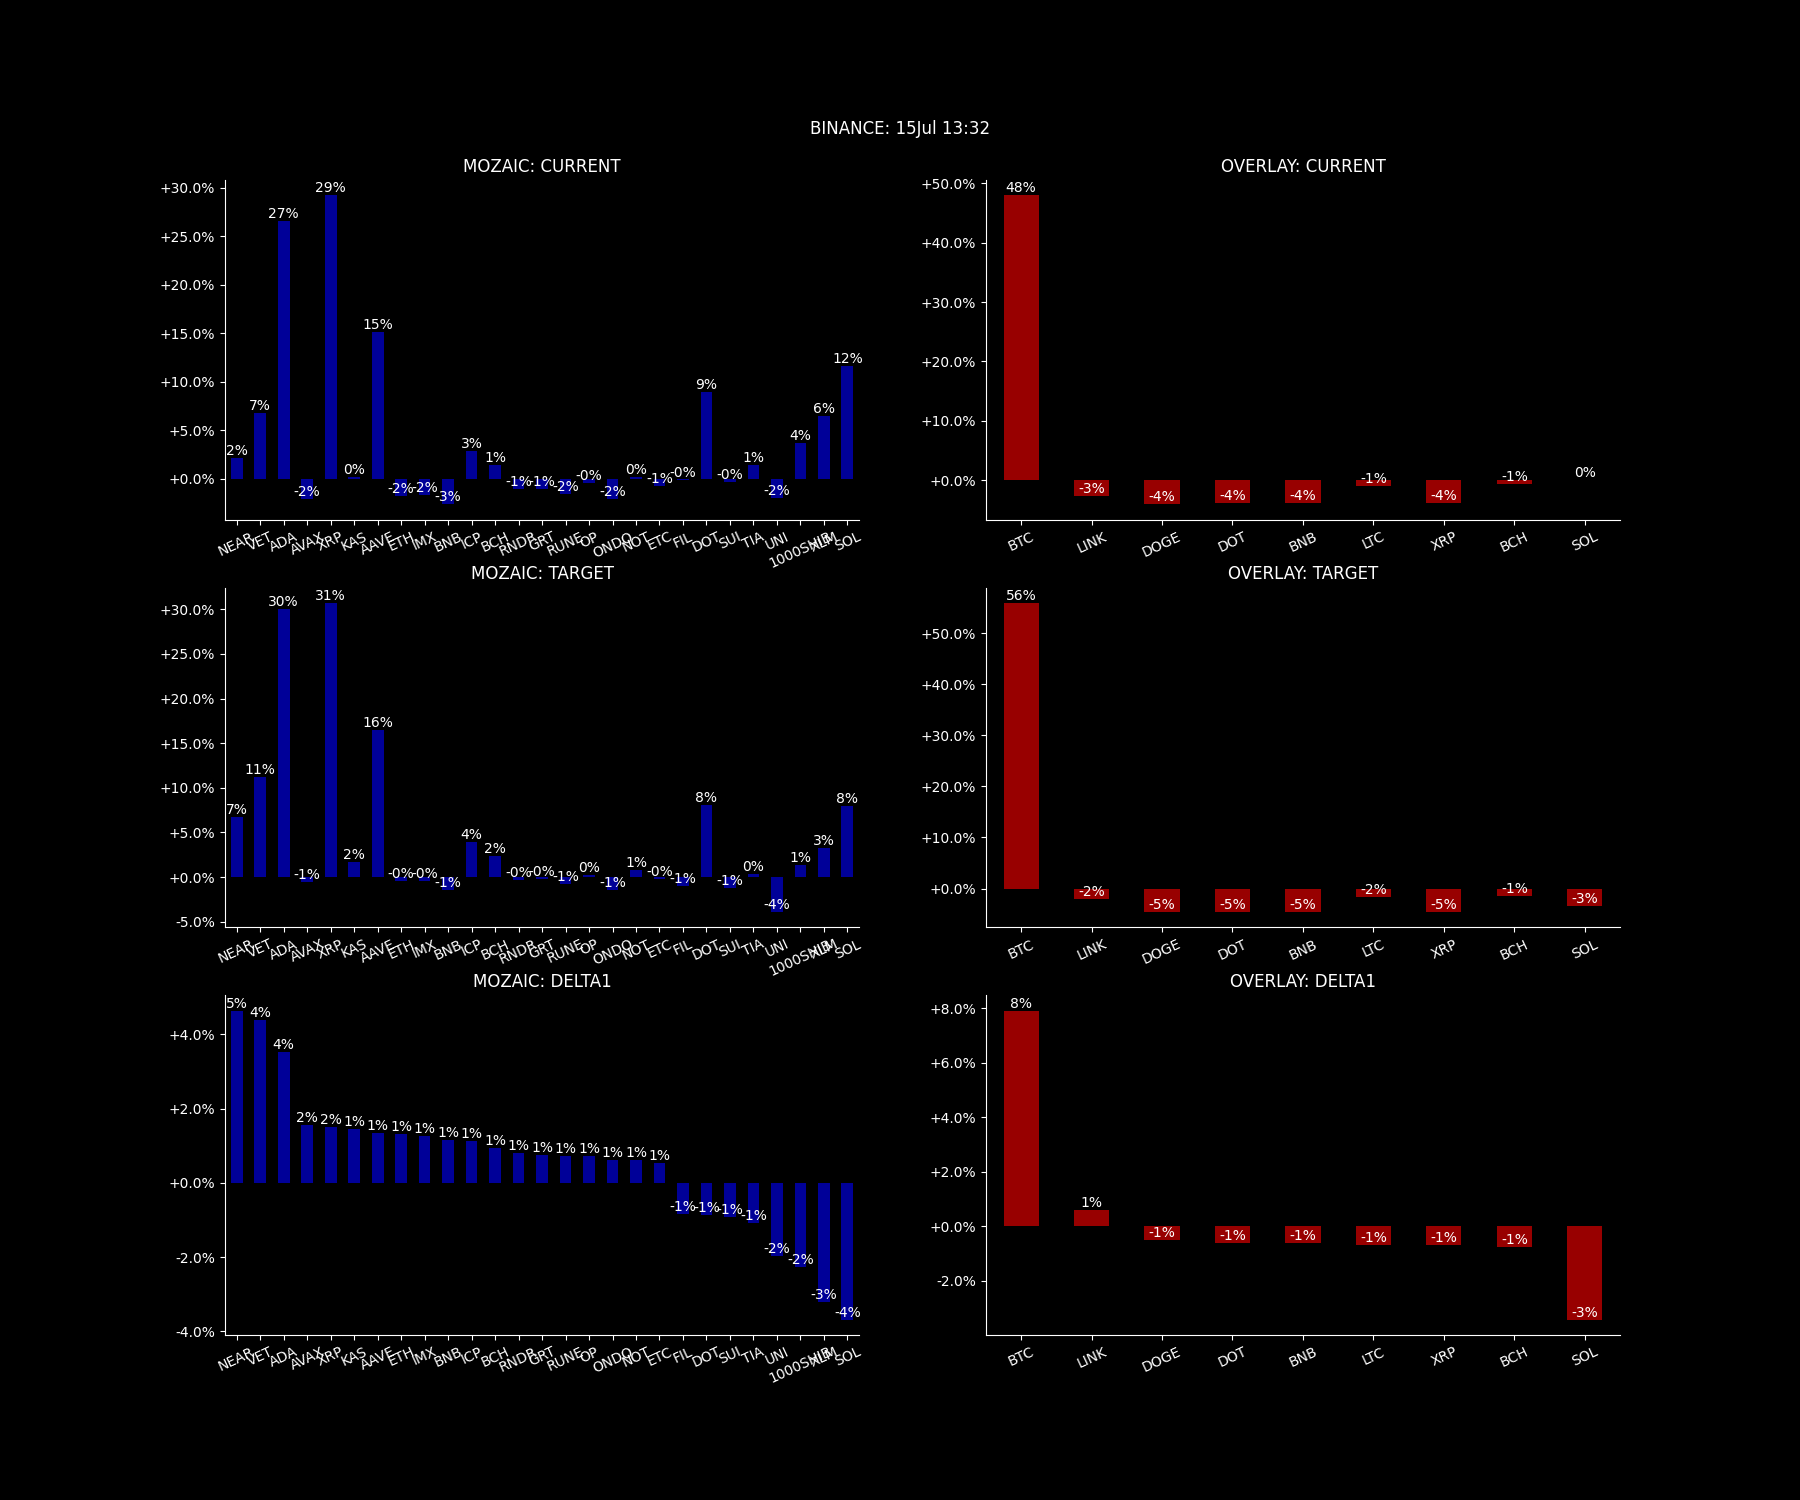 BINANCE: 15Jul 13:32
MOZAIC: CURRENT
+30.0%
+25.0%
+20.0%
+15.0%
+10.0%
+5.0%
+0.0%
2% 7% 27% -2% 29% 0% 15% -2% -2% -3% 3% 1% -1% -1% -2% -0% -2% 0% -1% -0% 9% -0% 1% -2% 4% 6% 12%
NEAR VET ADA AVAX XRP KAS AAVE ETH IMX BNB ICP BCH RNDR GRT RUNE OP ONDO NOT ETC FIL DOT SUI TIA UNI 1000SHIB XLM SOL
OVERLAY: CURRENT
+50.0%
+40.0%
+30.0%
+20.0%
+10.0%
+0.0%
48% -3% -4% -4% -4% -1% -4% -1% 0%
BTC LINK DOGE DOT BNB LTC XRP BCH SOL
MOZAIC: TARGET
+30.0%
+25.0%
+20.0%
+15.0%
+10.0%
+5.0%
+0.0%
-5.0%
7% 11% 30% -1% 31% 2% 16% -0% -0% -1% 4% 2% -0% -0% -1% 0% -1% 1% -0% -1% 8% -1% 0% -4% 1% 3% 8%
NEAR VET ADA AVAX XRP KAS AAVE ETH IMX BNB ICP BCH RNDR GRT RUNE OP ONDO NOT ETC FIL DOT SUI TIA UNI 1000SHIB XLM SOL
OVERLAY: TARGET
+50.0%
+40.0%
+30.0%
+20.0%
+10.0%
+0.0%
56% -2% -5% -5% -5% -2% -5% -1% -3%
BTC LINK DOGE DOT BNB LTC XRP BCH SOL
MOZAIC: DELTA1
+4.0%
+2.0%
+0.0%
-2.0%
-4.0%
5% 4% 4% 2% 2% 1% 1% 1% 1% 1% 1% 1% 1% 1% 1% 1% 1% 1% 1% -1% -1% -1% -1% -2% -2% -3% -4%
NEAR VET ADA AVAX XRP KAS AAVE ETH IMX BNB ICP BCH RNDR GRT RUNE OP ONDO NOT ETC FIL DOT SUI TIA UNI 1000SHIB XLM SOL
OVERLAY: DELTA1
+8.0%
+6.0%
+4.0%
+2.0%
+0.0%
-2.0%
8% 1% -1% -1% -1% -1% -1% -1% -3%
BTC LINK DOGE DOT BNB LTC XRP BCH SOL